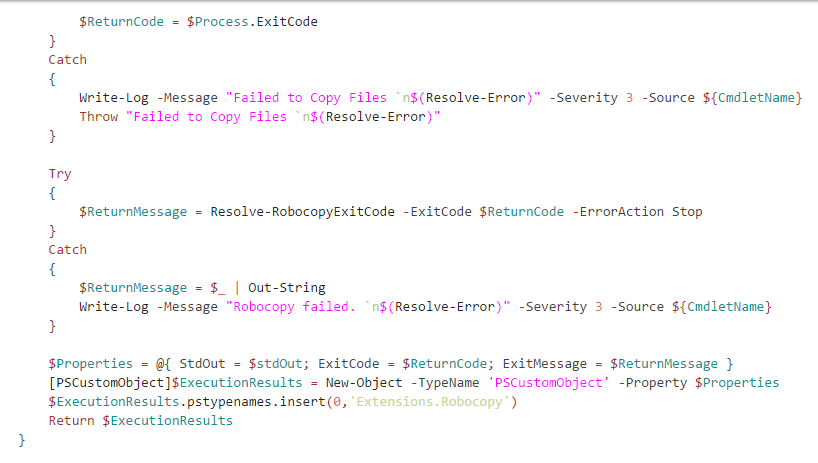 $ReturnCode = $Process.ExitCode
}
Catch
{
Write-Log -Message "Failed to Copy Files `n$(Resolve-Error)" -Severity 3 -Source ${CmdletName}
Throw "Failed to Copy Files `n$(Resolve-Error)"
}
Try
{
$ReturnMessage = Resolve-RobocopyExitCode -ExitCode $ReturnCode -ErrorAction Stop
}
Catch
{
$ReturnMessage = $_ | Out-String
Write-Log -Message "Robocopy failed. `n$(Resolve-Error)" -Severity 3 -Source ${CmdletName}
}
$Properties = @{ StdOut = $stdOut; ExitCode = $ReturnCode; ExitMessage = $ReturnMessage }
[PSCustomObject]$ExecutionResults = New-Object -TypeName 'PSCustomObject' -Property $Properties
$ExecutionResults.pstypenames.insert(0,'Extensions.Robocopy')
Return $ExecutionResults
}